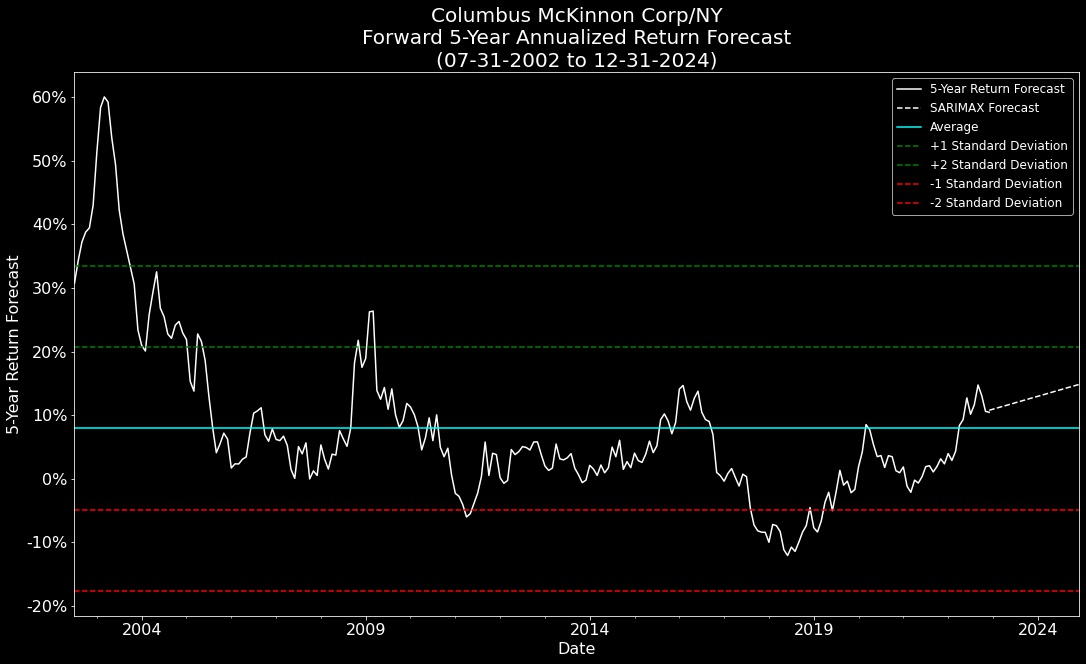 Columbus McKinnon Corp/NY
Forward 5-Year Annualized Return Forecast
(07-31-2002 to 12-31-2024)
5-Year Return Forecast
SARIMAX Forecast
Average
+1 Standard Deviation
+2 Standard Deviation
-1 Standard Deviation
-2 Standard Deviation
5-Year Return Forecast
60%
50%
40%
30%
20%
10%
0%
-10%
-20%
2004
2009
2014
2019
2024
Date